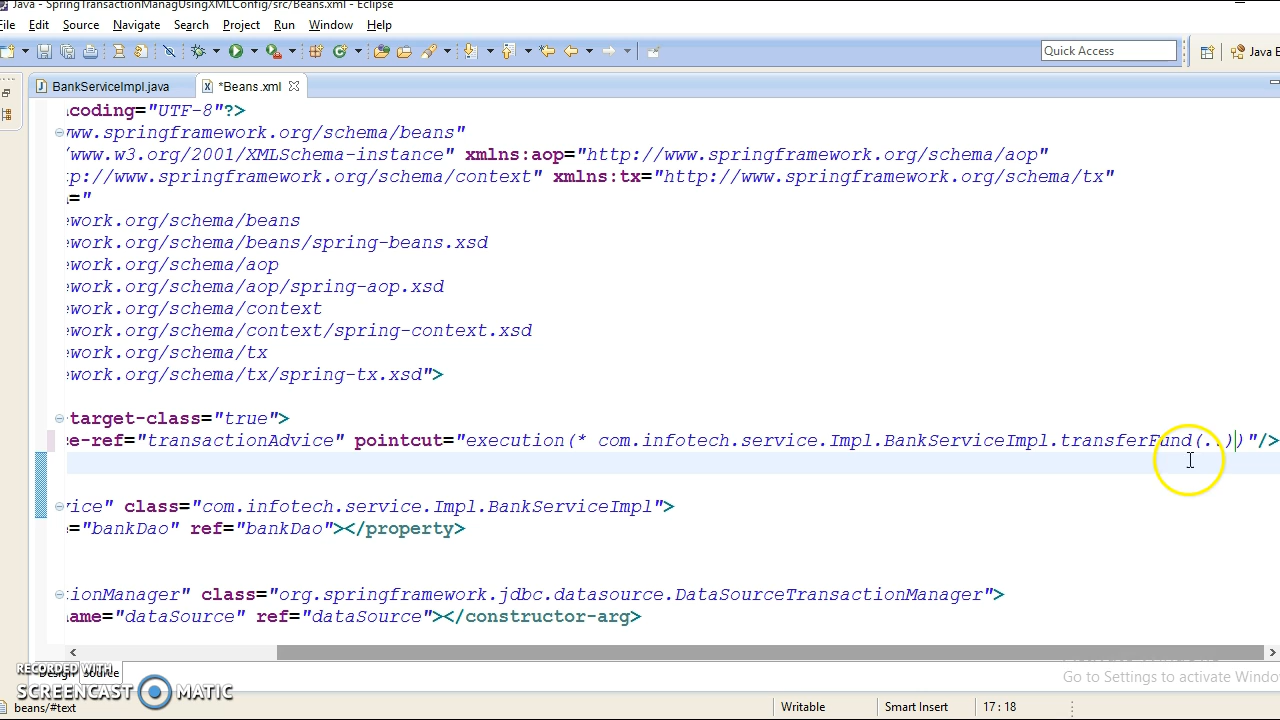 Java - SpringTransactionManagUsingXMLConfig/src/Beans.xml - Eclipse
File Edit Source Navigate Search Project Run Window Help
Quick Access
Java E
BankServiceImpl.java
*Beans.xml
coding="UTF-8"?>
www.springframework.org/schema/beans"
/www.w3.org/2001/XMLSchema-instance" xmlns:aop="http://www.springframework.org/schema/aop"
tp://www.springframework.org/schema/context" xmlns:tx="http://www.springframework.org/schema/tx"
="
ework.org/schema/beans
ework.org/schema/beans/spring-beans.xsd
ework.org/schema/aop
ework.org/schema/aop/spring-aop.xsd
ework.org/schema/context
ework.org/schema/context/spring-context.xsd
ework.org/schema/tx
ework.org/schema/tx/spring-tx.xsd">
-target-class="true">
e-ref="transactionAdvice" pointcut="execution(* com.infotech.service.Impl.BankServiceImpl.transferFund(..))"/>
vice" class="com.infotech.service.Impl.BankServiceImpl">
="bankDao" ref="bankDao"></property>
tionManager" class="org.springframework.jdbc.datasource.DataSourceTransactionManager">
name="dataSource" ref="dataSource"></constructor-arg>
Design Source
RECORDED WITH
SCREENCAST MATIC
Go to Settings to activate Windo
beans/#text
Writable
Smart Insert
17 : 18